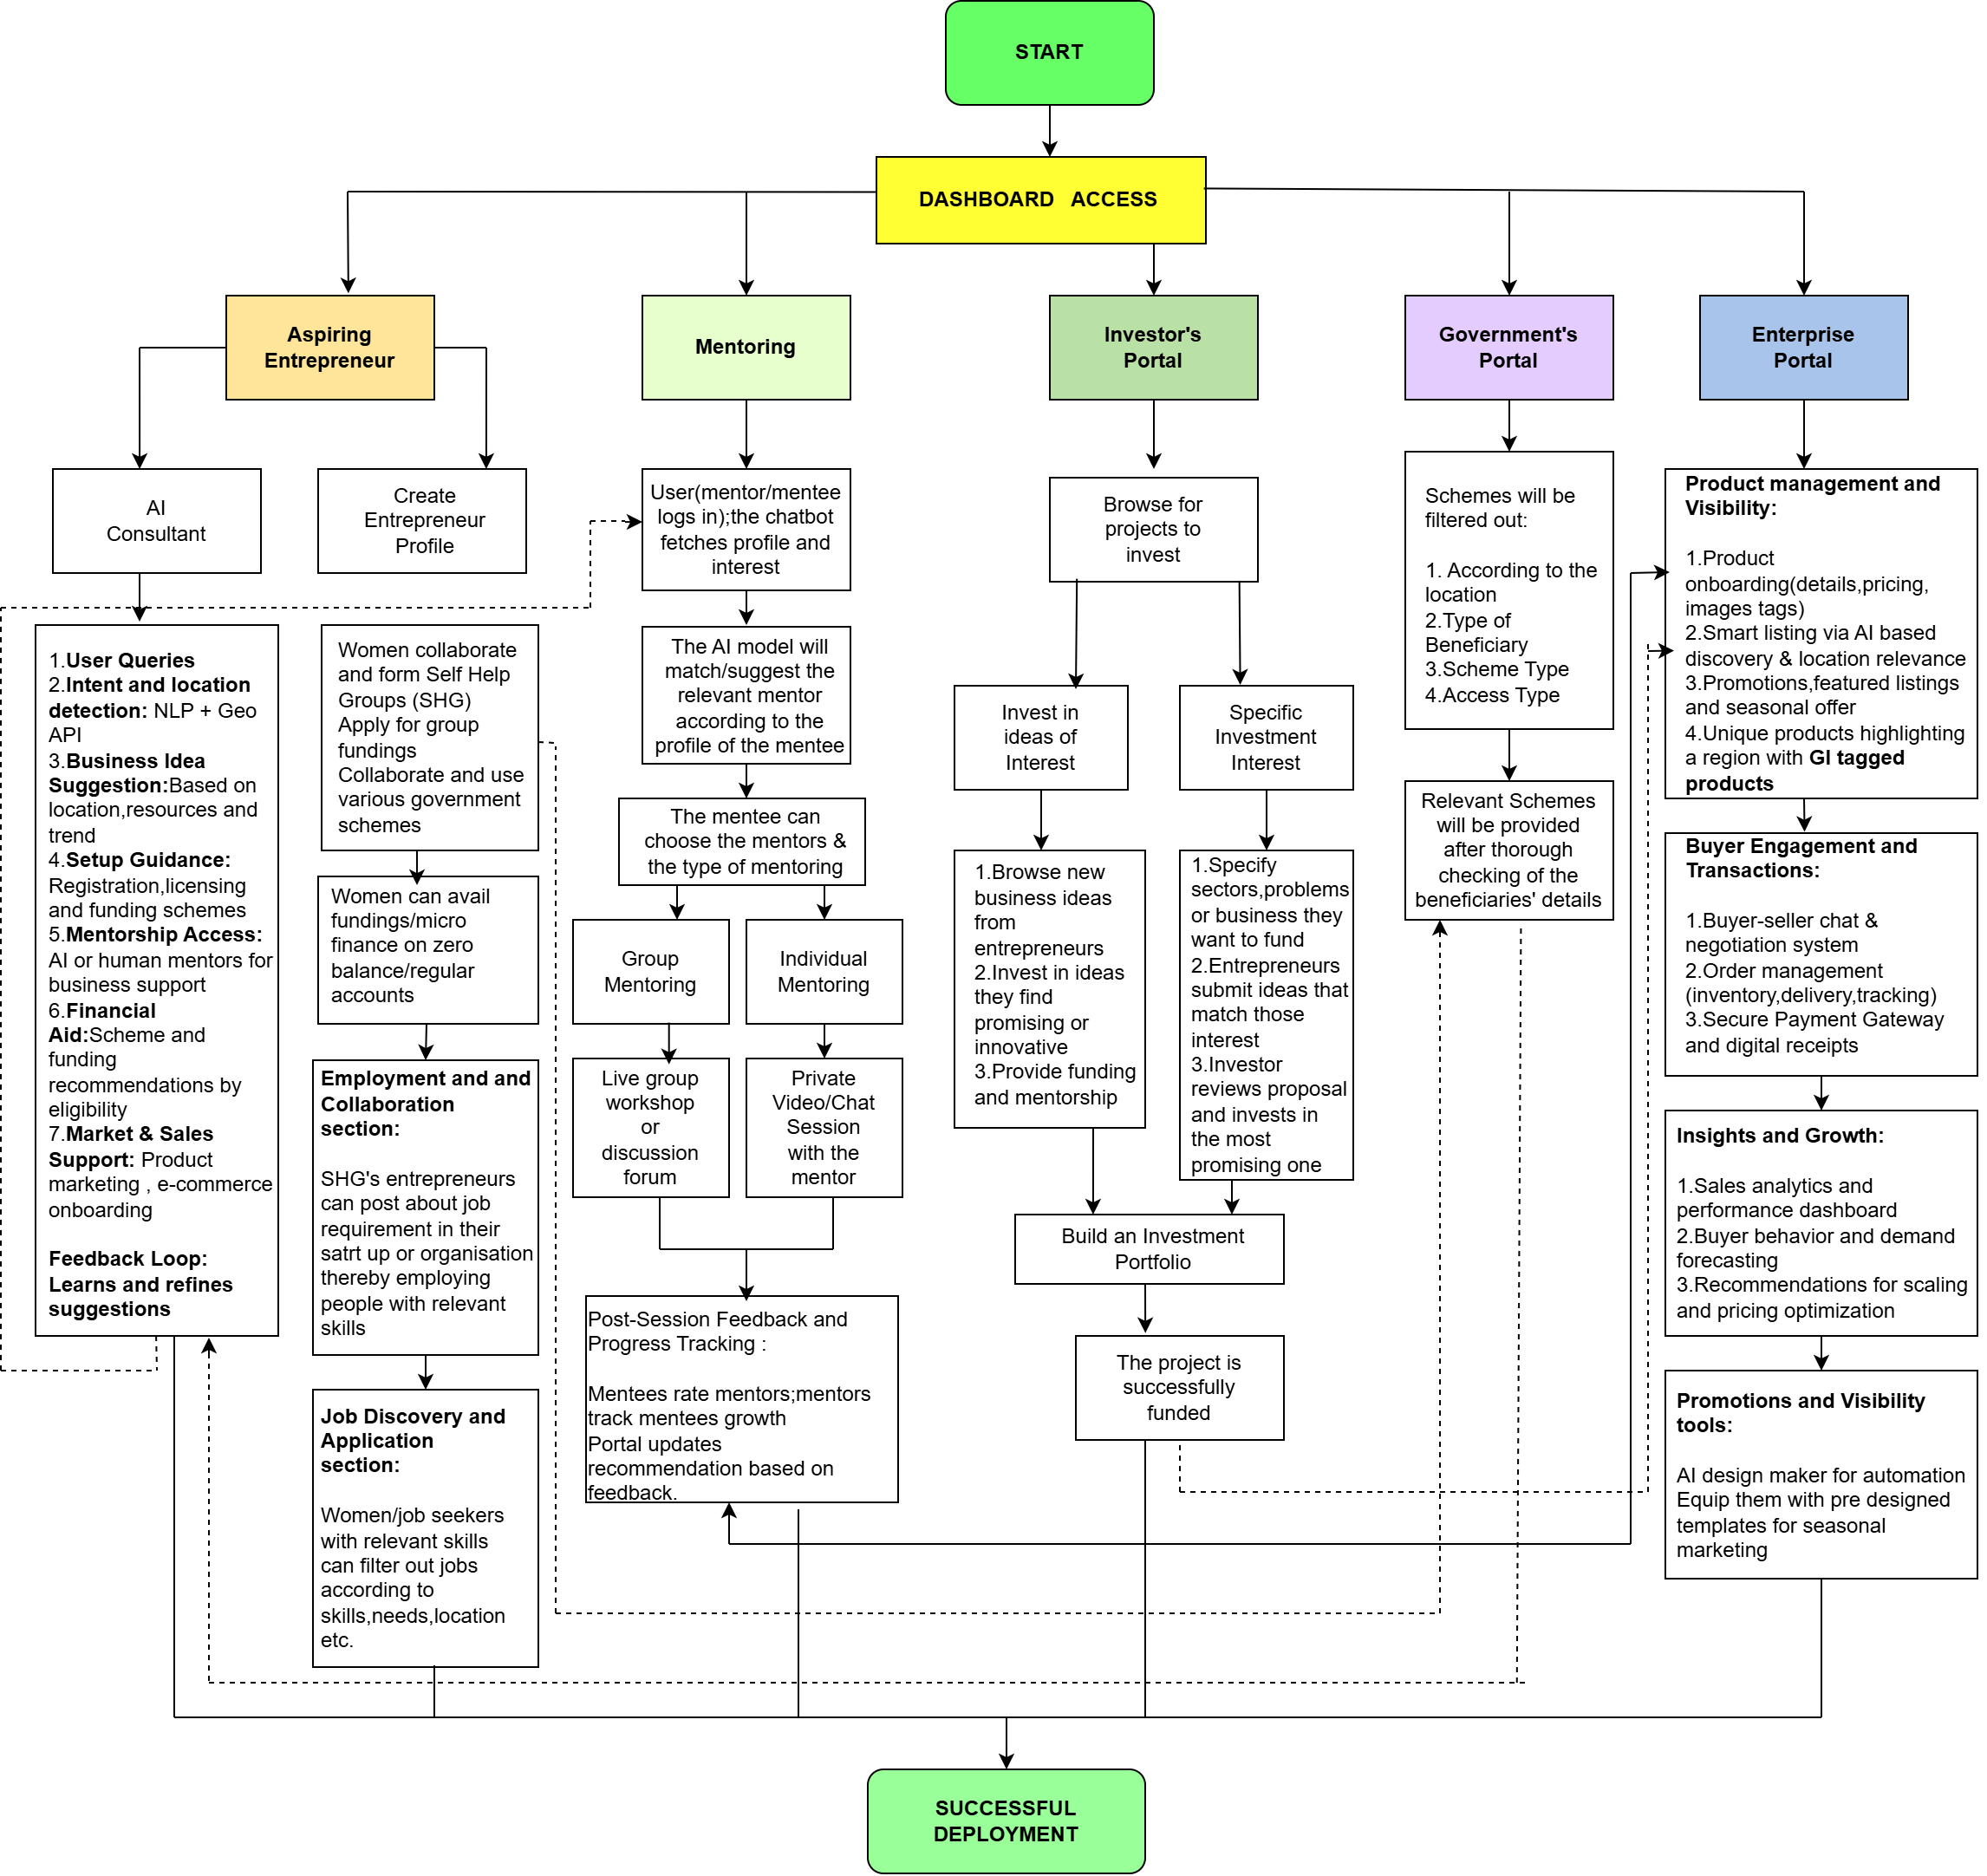 START
DASHBOARD ACCESS
Aspiring
Entrepreneur
Mentoring
Investor's
Portal
Government's
Portal
Enterprise
Portal
AI
Consultant
Create
Entrepreneur
Profile
1.User Queries
2.Intent and location
detection: NLP + Geo
API
3.Business Idea
Suggestion:Based on
location,resources and
trend
4.Setup Guidance:
Registration,licensing
and funding schemes
5.Mentorship Access:
AI or human mentors for
business support
6.Financial
Aid:Scheme and
funding
recommendations by
eligibility
7.Market & Sales
Support: Product
marketing , e-commerce
onboarding
Feedback Loop:
Learns and refines
suggestions
Women collaborate
and form Self Help
Groups (SHG)
Apply for group
fundings
Collaborate and use
various government
schemes
Women can avail
fundings/micro
finance on zero
balance/regular
accounts
Employment and and
Collaboration
section:
SHG's entrepreneurs
can post about job
requirement in their
satrt up or organisation
thereby employing
people with relevant
skills
Job Discovery and
Application
section:
Women/job seekers
with relevant skills
can filter out jobs
according to
skills,needs,location
etc.
User(mentor/mentee
logs in);the chatbot
fetches profile and
interest
The AI model will
match/suggest the
relevant mentor
according to the
profile of the mentee
The mentee can
choose the mentors &
the type of mentoring
Group
Mentoring
Individual
Mentoring
Live group
workshop
or
discussion
forum
Private
Video/Chat
Session
with the
mentor
Post-Session Feedback and
Progress Tracking :
Mentees rate mentors;mentors
track mentees growth
Portal updates
recommendation based on
feedback.
Browse for
projects to
invest
Invest in
ideas of
Interest
Specific
Investment
Interest
1.Browse new
business ideas
from
entrepreneurs
2.Invest in ideas
they find
promising or
innovative
3.Provide funding
and mentorship
1.Specify
sectors,problems
or business they
want to fund
2.Entrepreneurs
submit ideas that
match those
interest
3.Investor
reviews proposal
and invests in
the most
promising one
Build an Investment
Portfolio
The project is
successfully
funded
Schemes will be
filtered out:
1. According to the
location
2.Type of
Beneficiary
3.Scheme Type
4.Access Type
Relevant Schemes
will be provided
after thorough
checking of the
beneficiaries' details
Product management and
Visibility:
1.Product
onboarding(details,pricing,
images tags)
2.Smart listing via AI based
discovery & location relevance
3.Promotions,featured listings
and seasonal offer
4.Unique products highlighting
a region with GI tagged
products
Buyer Engagement and
Transactions:
1.Buyer-seller chat &
negotiation system
2.Order management
(inventory,delivery,tracking)
3.Secure Payment Gateway
and digital receipts
Insights and Growth:
1.Sales analytics and
performance dashboard
2.Buyer behavior and demand
forecasting
3.Recommendations for scaling
and pricing optimization
Promotions and Visibility
tools:
AI design maker for automation
Equip them with pre designed
templates for seasonal
marketing
SUCCESSFUL
DEPLOYMENT